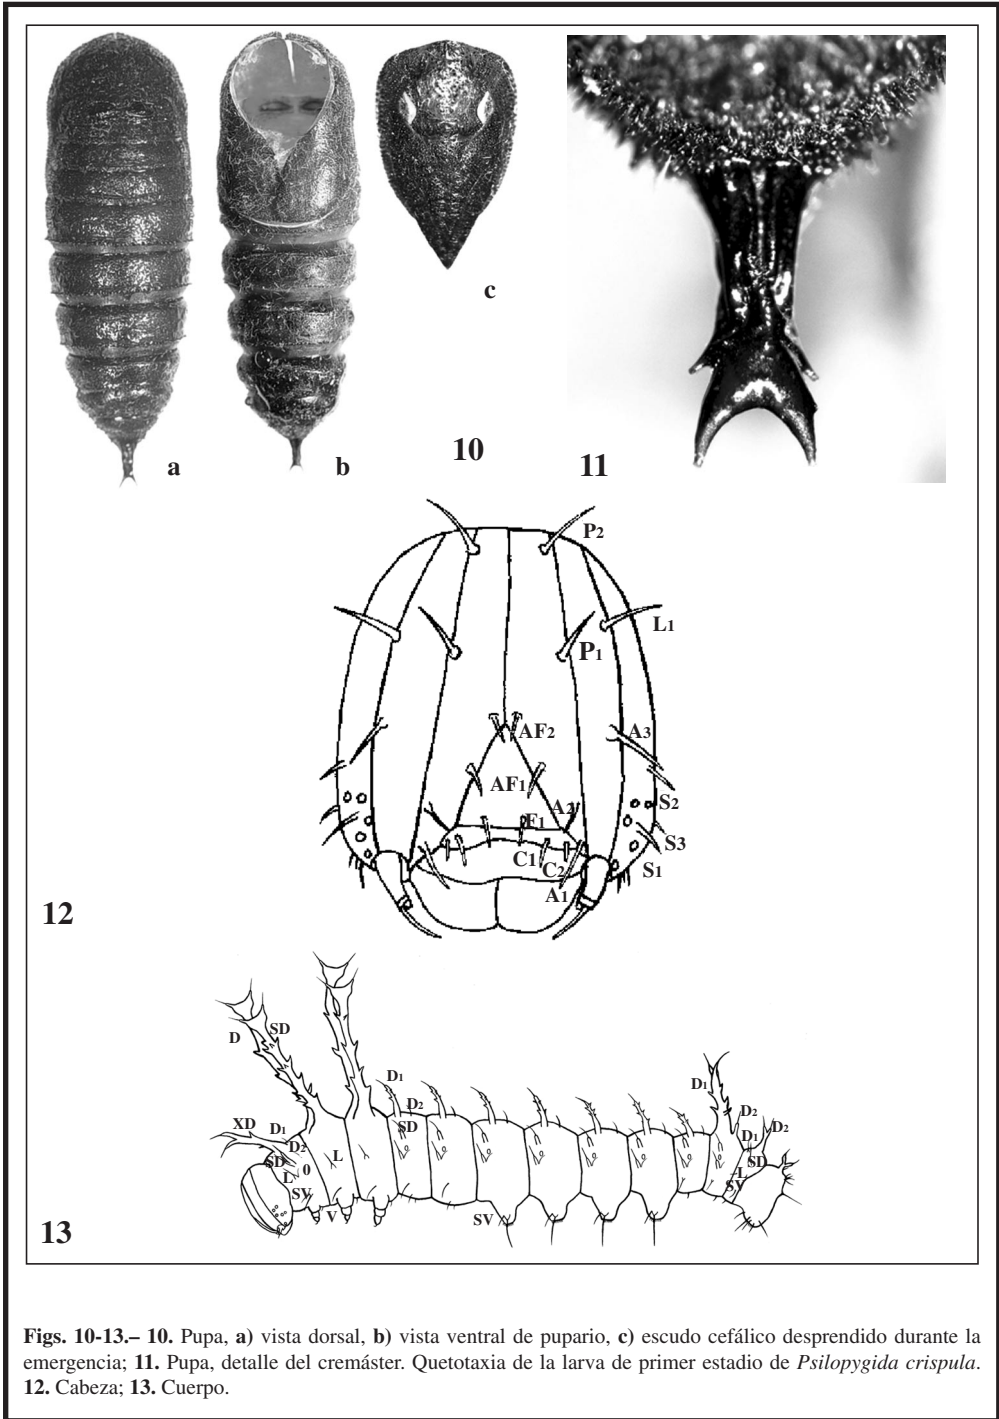 a
b
c
10
11
P2
L1
P1
A3
AF2
AF1
A2
F1
S2
S3
S1
C1
C2
A1
12
D
SD
XD
D1
D2
SD
L
SV
V
L
D1
D2
SD
SV
D1
D2
D1
D2
SD
L
SV
13
Figs. 10-13.– 10. Pupa, a) vista dorsal, b) vista ventral de pupario, c) escudo cefálico desprendido durante la
emergencia; 11. Pupa, detalle del cremáster. Quetotaxia de la larva de primer estadio de Psilopygida crispula.
12. Cabeza; 13. Cuerpo.